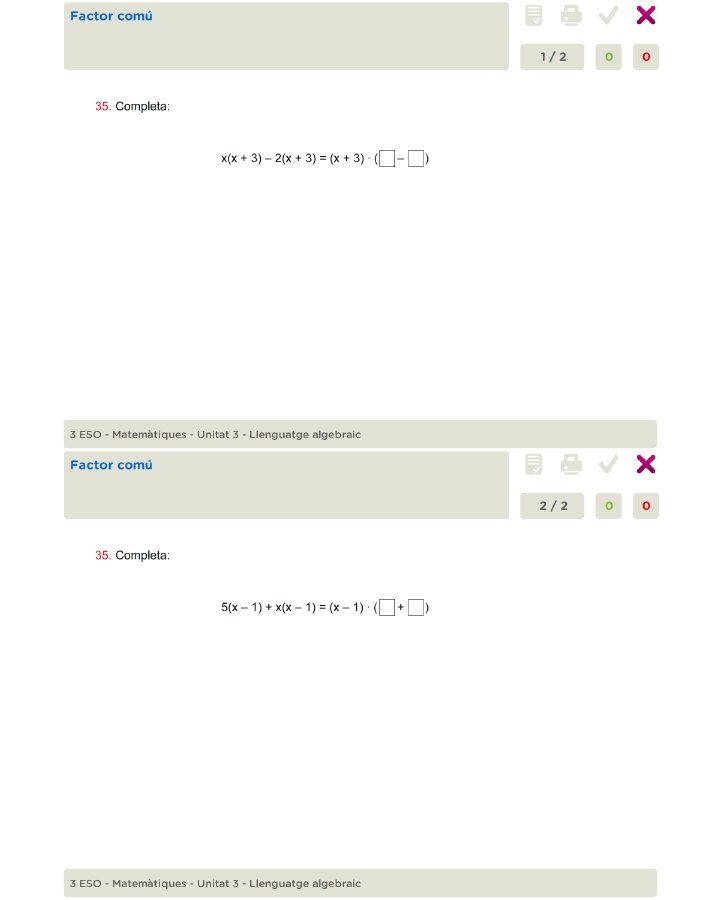 Factor comú
1 / 2
0
0
35. Completa:
x(x + 3) – 2(x + 3) = (x + 3) · (□ – □)
3 ESO - Matemàtiques - Unitat 3 - Llenguatge algebraic
Factor comú
2 / 2
0
0
35. Completa:
5(x – 1) + x(x – 1) = (x – 1) · (□ + □)
3 ESO - Matemàtiques - Unitat 3 - Llenguatge algebraic